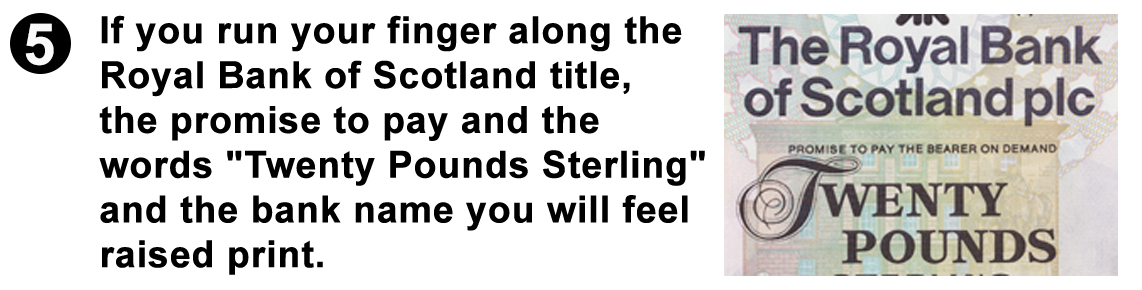 5
If you run your finger along the
Royal Bank of Scotland title,
the promise to pay and the
words "Twenty Pounds Sterling"
and the bank name you will feel
raised print.
The Royal Bank
of Scotland plc
PROMISE TO PAY THE BEARER ON DEMAND
TWENTY
POUNDS
STERLING